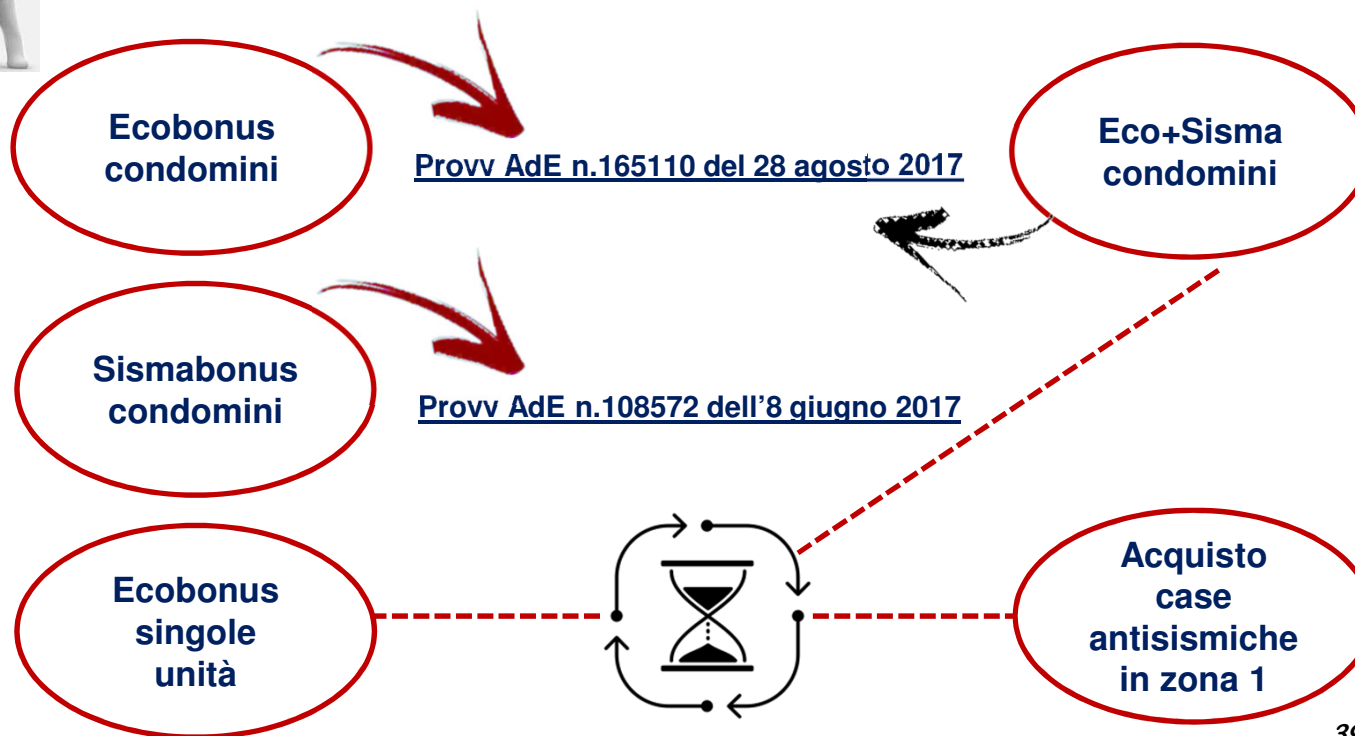 Ecobonus
condomini
Provv AdE n.165110 del 28 agosto 2017
Eco+Sisma
condomini
Sismabonus
condomini
Provv AdE n.108572 dell'8 giugno 2017
Ecobonus
singole
unità
Acquisto
case
antisismiche
in zona 1